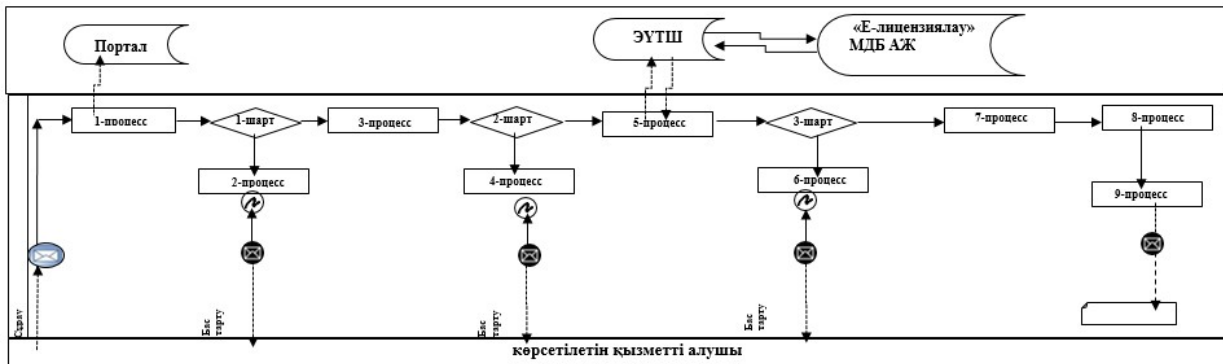 Портал
ЭҮТШ
«Е-лицензиялау»
МДБ АЖ
1-процесс
1-шарт
3-процесс
2-шарт
5-процесс
3-шарт
7-процесс
8-процесс
2-процесс
4-процесс
6-процесс
9-процесс
Сұрау
Бас
тарту
Бас
тарту
Бас
тарту
көрсетілетін қызметті алушы